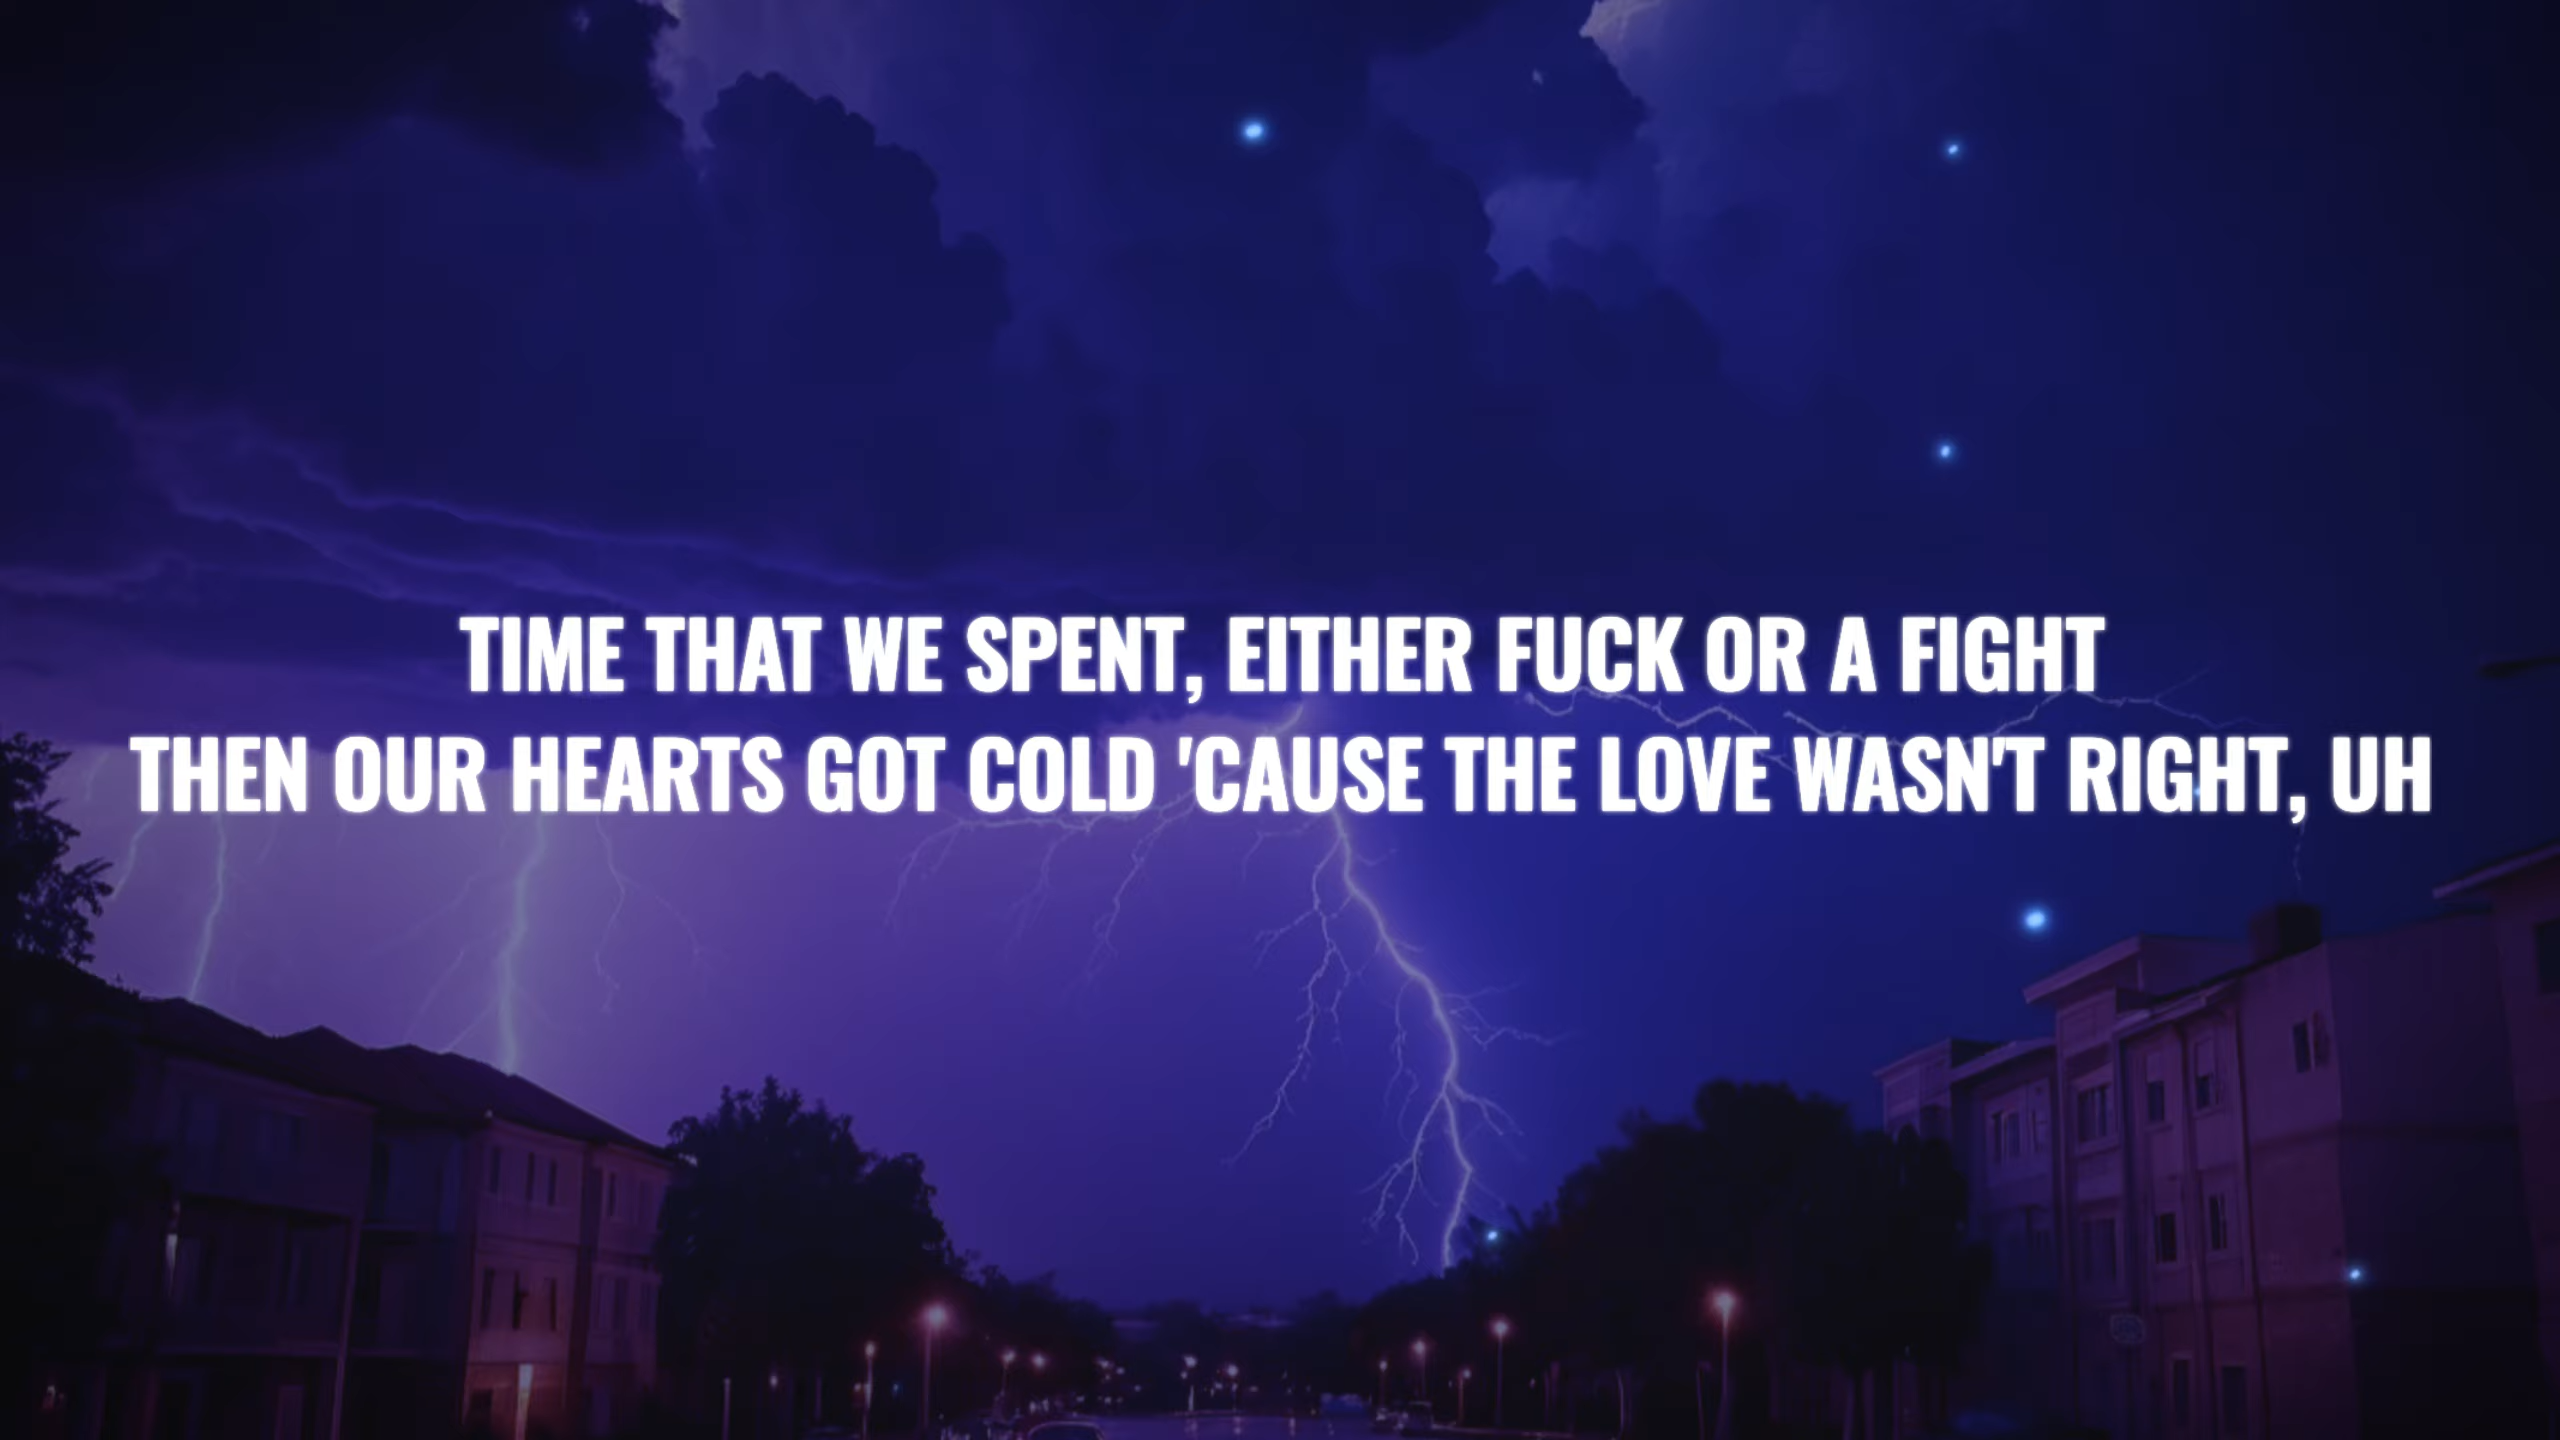 TIME THAT WE SPENT, EITHER FUCK OR A FIGHT
THEN OUR HEARTS GOT COLD 'CAUSE THE LOVE WASN'T RIGHT, UH